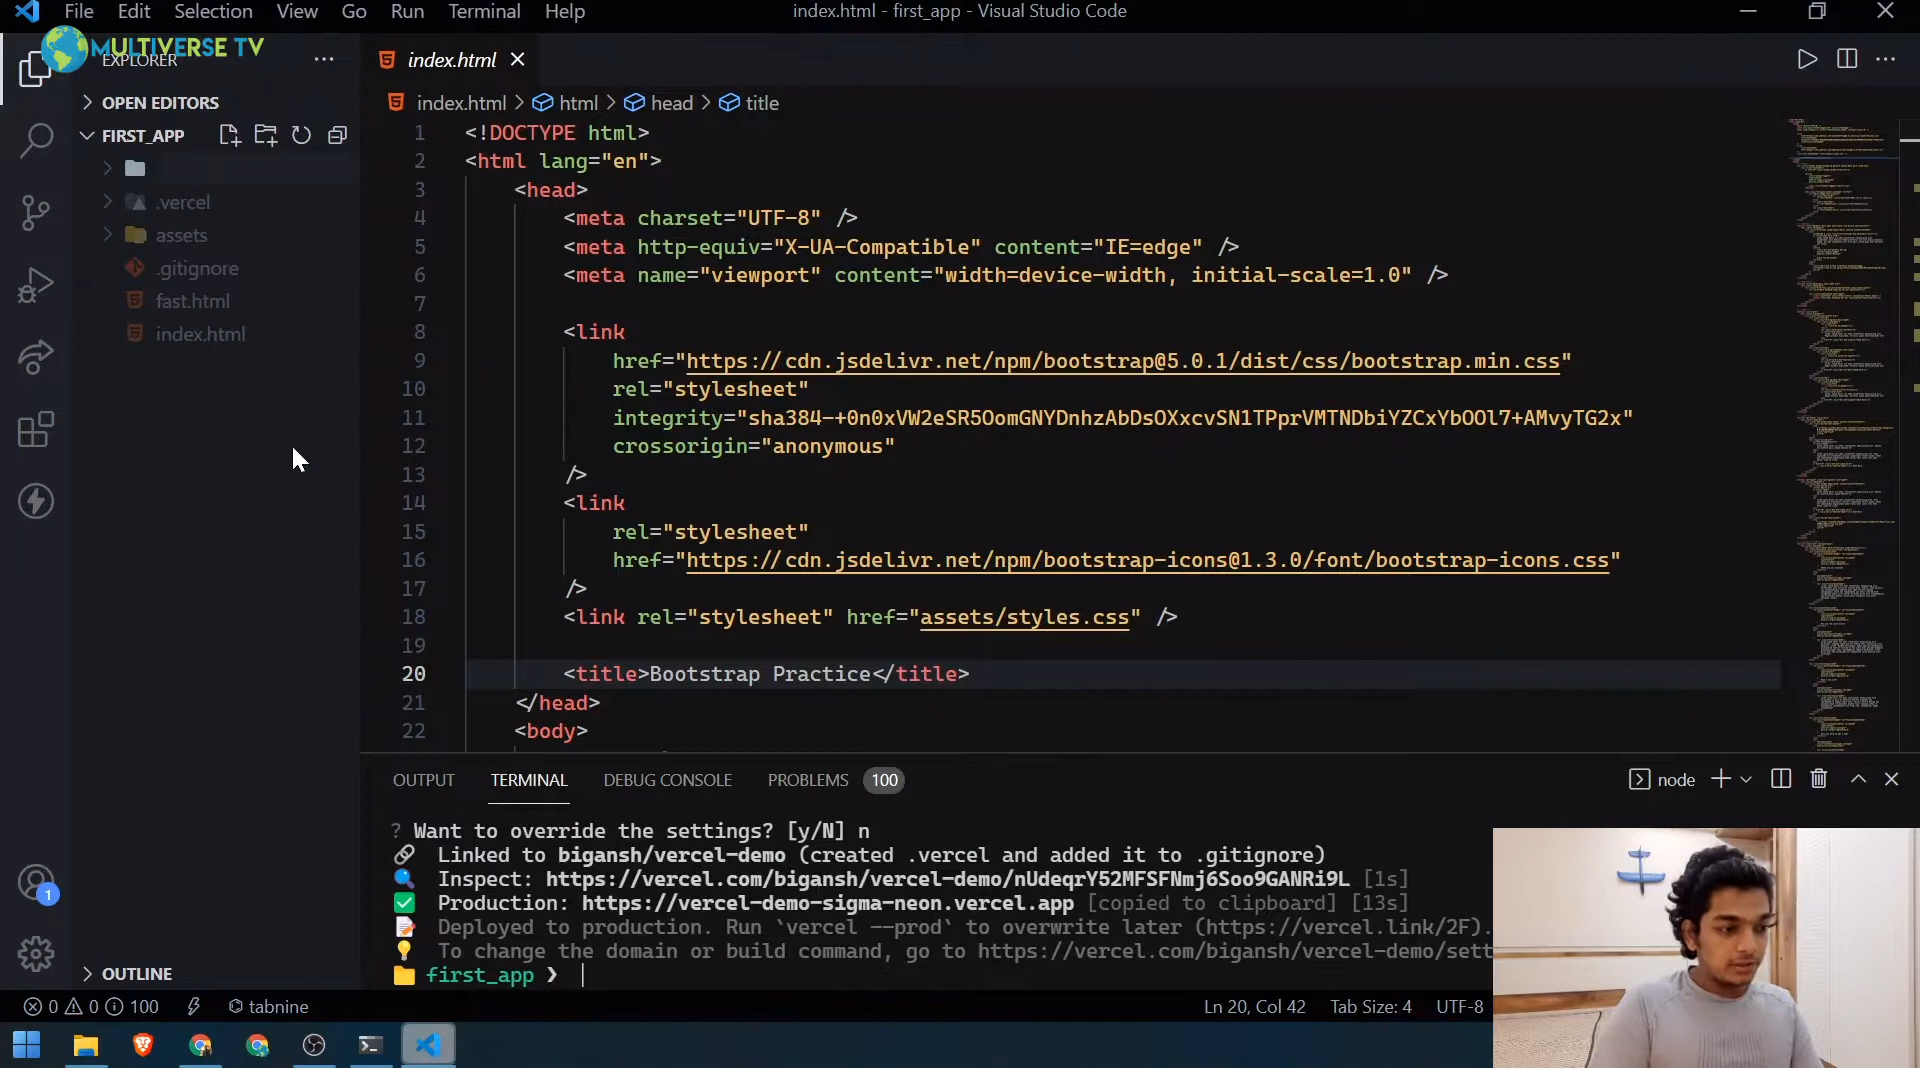 File Edit Selection View Go Run Terminal Help
index.html - first_app - Visual Studio Code
MULTIVERSE TV
EXPLORER
index.html
OPEN EDITORS
FIRST_APP
.vercel
assets
.gitignore
fast.html
index.html
index.html > html > head > title
1 <!DOCTYPE html>
2 <html lang="en">
3 <head>
4 <meta charset="UTF-8" />
5 <meta http-equiv="X-UA-Compatible" content="IE=edge" />
6 <meta name="viewport" content="width=device-width, initial-scale=1.0" />
7
8 <link
9 href="https://cdn.jsdelivr.net/npm/bootstrap@5.0.1/dist/css/bootstrap.min.css"
10 rel="stylesheet"
11 integrity="sha384-+0n0xVW2eSR5OomGNYDnhzAbDsOXxcvSN1TPprVMTNDbiYZCxYbOOl7+AMvyTG2x"
12 crossorigin="anonymous"
13 />
14 <link
15 rel="stylesheet"
16 href="https://cdn.jsdelivr.net/npm/bootstrap-icons@1.3.0/font/bootstrap-icons.css"
17 />
18 <link rel="stylesheet" href="assets/styles.css" />
19
20 <title>Bootstrap Practice</title>
21 </head>
22 <body>
OUTPUT TERMINAL DEBUG CONSOLE PROBLEMS 100
node
? Want to override the settings? [y/N] n
Linked to bigansh/vercel-demo (created .vercel and added it to .gitignore)
Inspect: https://vercel.com/bigansh/vercel-demo/nUdeqrY52MFSFNmj6Soo9GANRi9L [1s]
Production: https://vercel-demo-sigma-neon.vercel.app [copied to clipboard] [13s]
Deployed to production. Run `vercel --prod` to overwrite later (https://vercel.link/2F).
To change the domain or build command, go to https://vercel.com/bigansh/vercel-demo/sett
first_app ❯
OUTLINE
1
0 0 100 tabnine
Ln 20, Col 42 Tab Size: 4 UTF-8